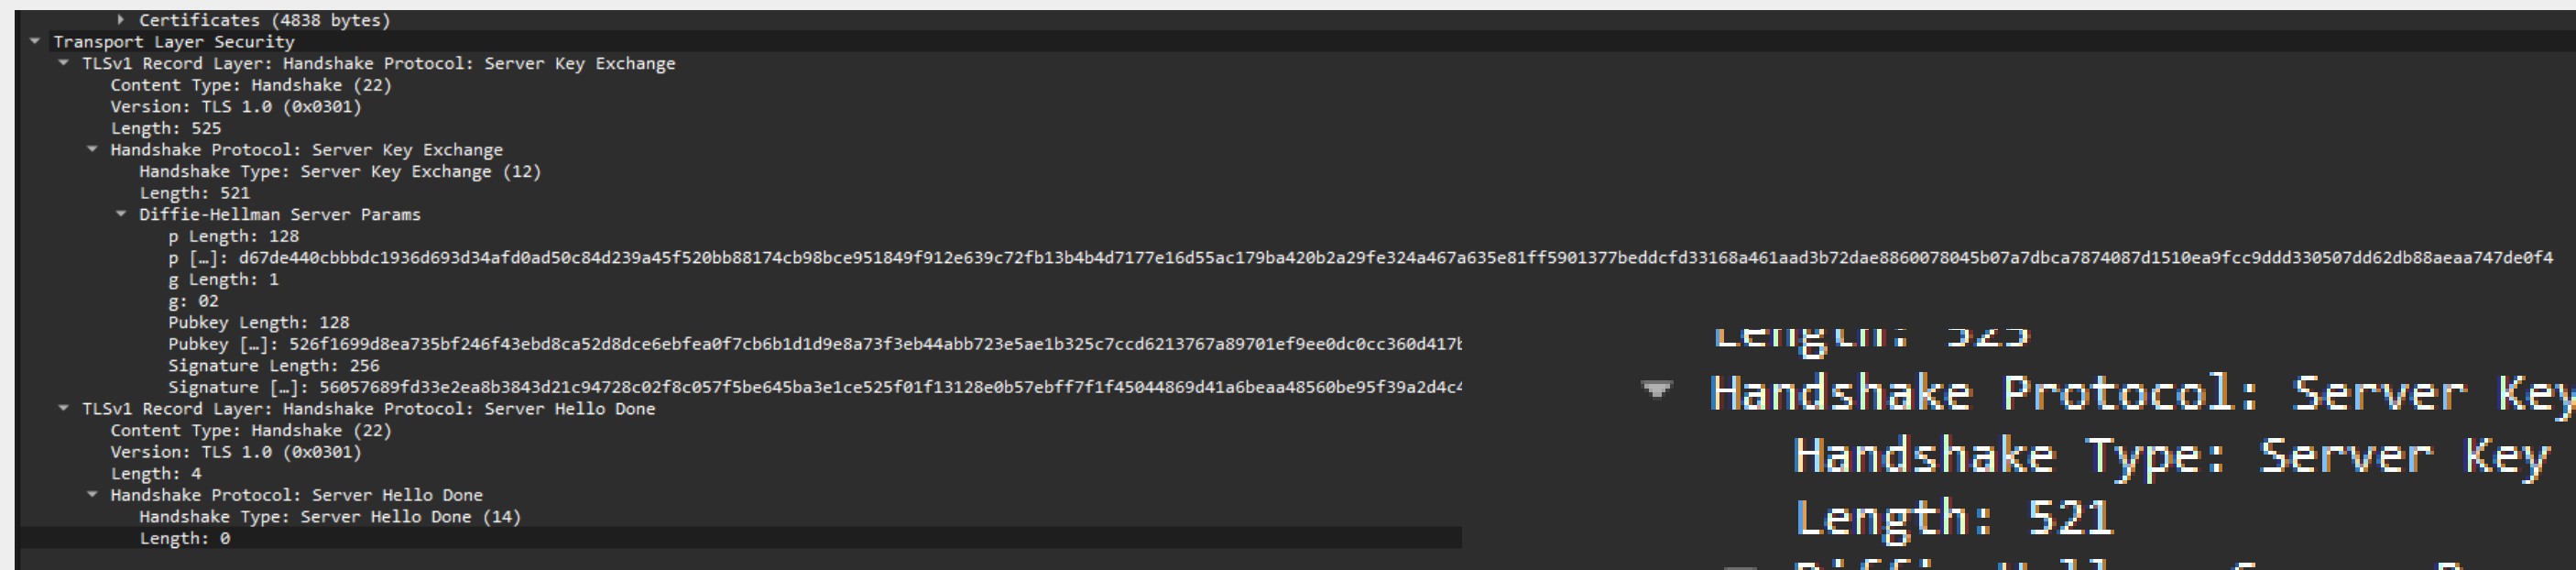 Certificates (4838 bytes)
Transport Layer Security
TLSv1 Record Layer: Handshake Protocol: Server Key Exchange
Content Type: Handshake (22)
Version: TLS 1.0 (0x0301)
Length: 525
Handshake Protocol: Server Key Exchange
Handshake Type: Server Key Exchange (12)
Length: 521
Diffie-Hellman Server Params
p Length: 128
p […]: d67de440cbbbdc1936d693d34afd0ad50c84d239a45f520bb88174cb98bce951849f912e639c72fb13b4b4d7177e16d55ac179ba420b2a29fe324a467a635e81ff5901377beddcfd33168a461aad3b72dae8860078045b07a7dbca7874087d1510ea9fcc9ddd330507dd62db88aeaa747de0f4
g Length: 1
g: 02
Pubkey Length: 128
Pubkey […]: 526f1699d8ea735bf246f43ebd8ca52d8dce6ebfea0f7cb6b1d1d9e8a73f3eb44abb723e5ae1b325c7ccd6213767a89701ef9ee0dc0cc360d417b
Signature Length: 256
Signature […]: 56057689fd33e2ea8b3843d21c94728c02f8c057f5be645ba3e1ce525f01f13128e0b57ebff7f1f45044869d41a6beaa48560be95f39a2d4c4
TLSv1 Record Layer: Handshake Protocol: Server Hello Done
Content Type: Handshake (22)
Version: TLS 1.0 (0x0301)
Length: 4
Handshake Protocol: Server Hello Done
Handshake Type: Server Hello Done (14)
Length: 0
Length: 525
Handshake Protocol: Server Key
Handshake Type: Server Key
Length: 521